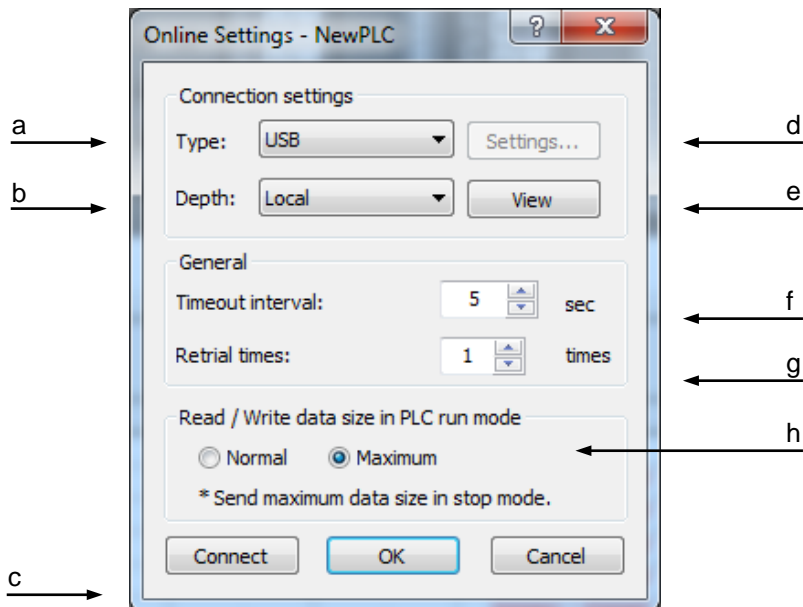 Online Settings - NewPLC
Connection settings
a
Type: USB Settings...
d
b
Depth: Local View
e
General
Timeout interval: 5 sec
f
Retrial times: 1 times
g
Read / Write data size in PLC run mode
h
Normal Maximum
* Send maximum data size in stop mode.
Connect OK Cancel
c